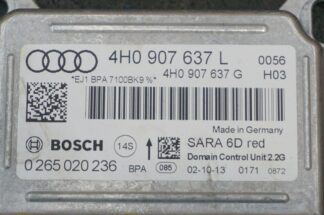 4H0 907 637 L 0056
*EJ1 BPA 7100BK9 %* 4H0 907 637 G H03
Made in Germany
BOSCH 14S SARA 6D red
Domain Control Unit 2.2G
0 265 020 236 BPA 085 02-10-13 0171 0872